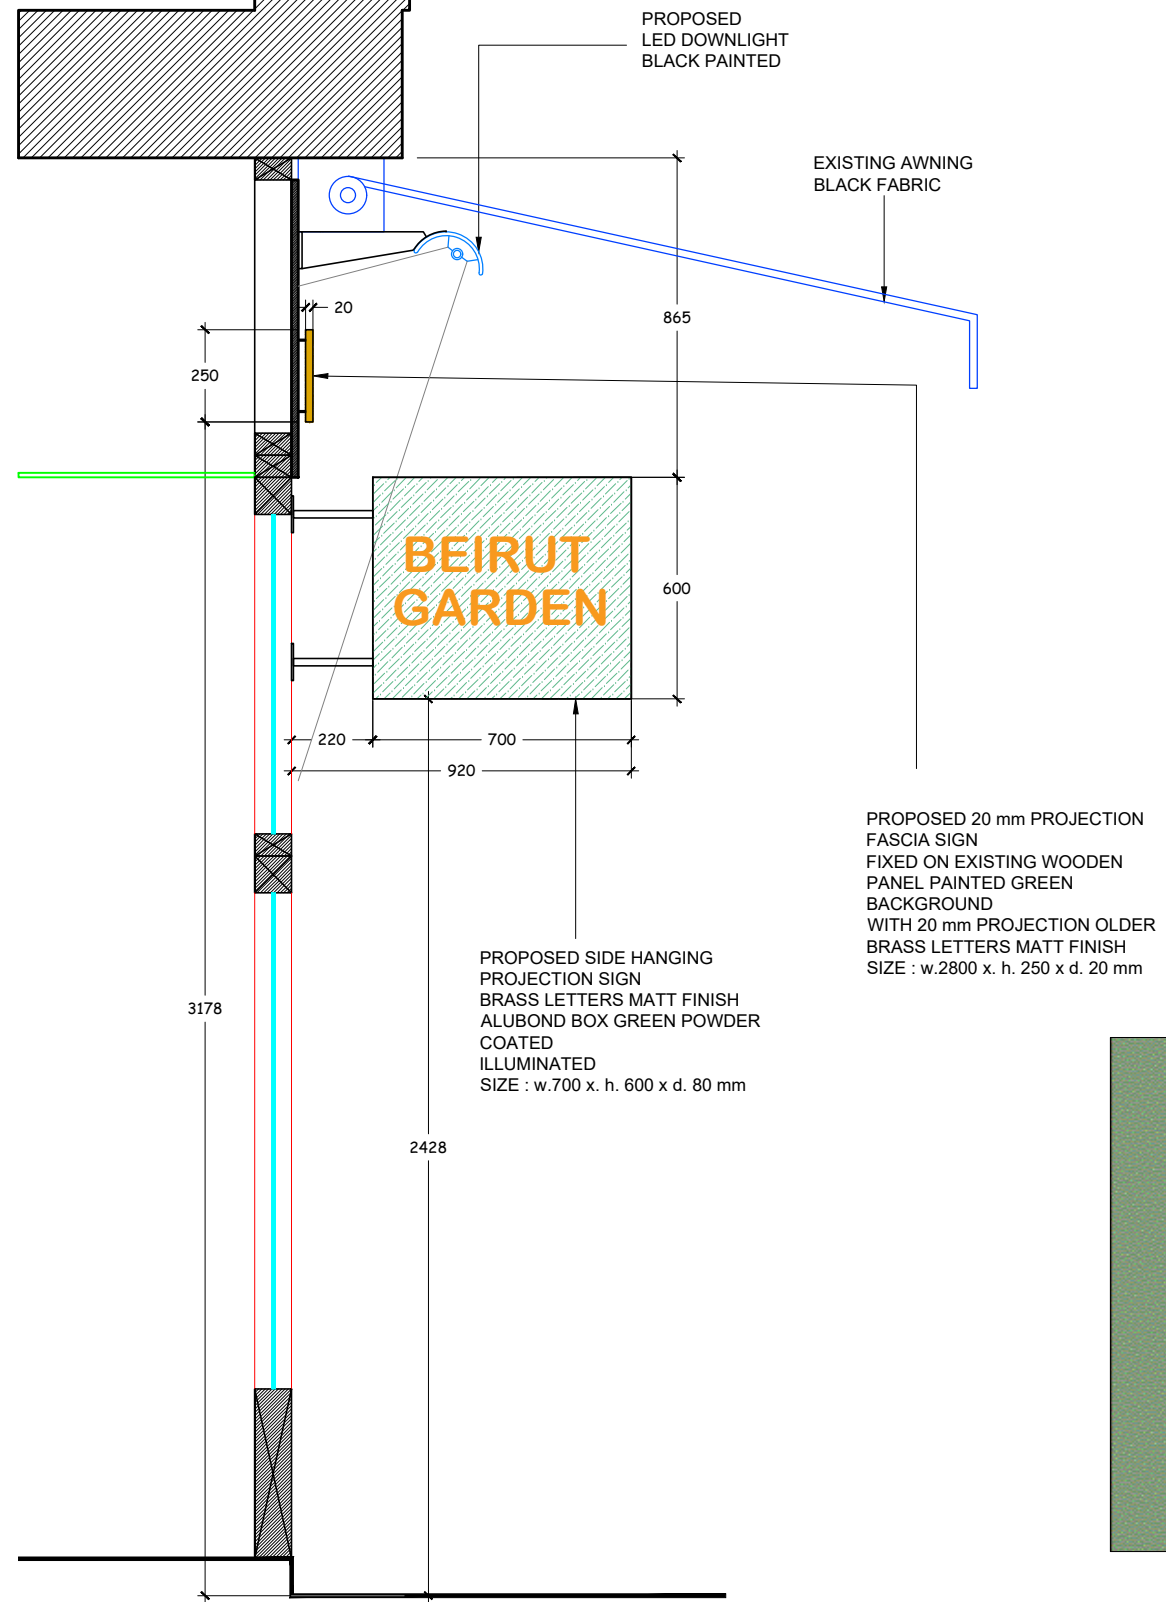 PROPOSED
LED DOWNLIGHT
BLACK PAINTED
EXISTING AWNING
BLACK FABRIC
20
865
250
BEIRUT
GARDEN
600
220
700
920
PROPOSED 20 mm PROJECTION
FASCIA SIGN
FIXED ON EXISTING WOODEN
PANEL PAINTED GREEN
BACKGROUND
WITH 20 mm PROJECTION OLDER
BRASS LETTERS MATT FINISH
SIZE : w.2800 x. h. 250 x d. 20 mm
PROPOSED SIDE HANGING
PROJECTION SIGN
BRASS LETTERS MATT FINISH
ALUBOND BOX GREEN POWDER
COATED
ILLUMINATED
SIZE : w.700 x. h. 600 x d. 80 mm
3178
2428